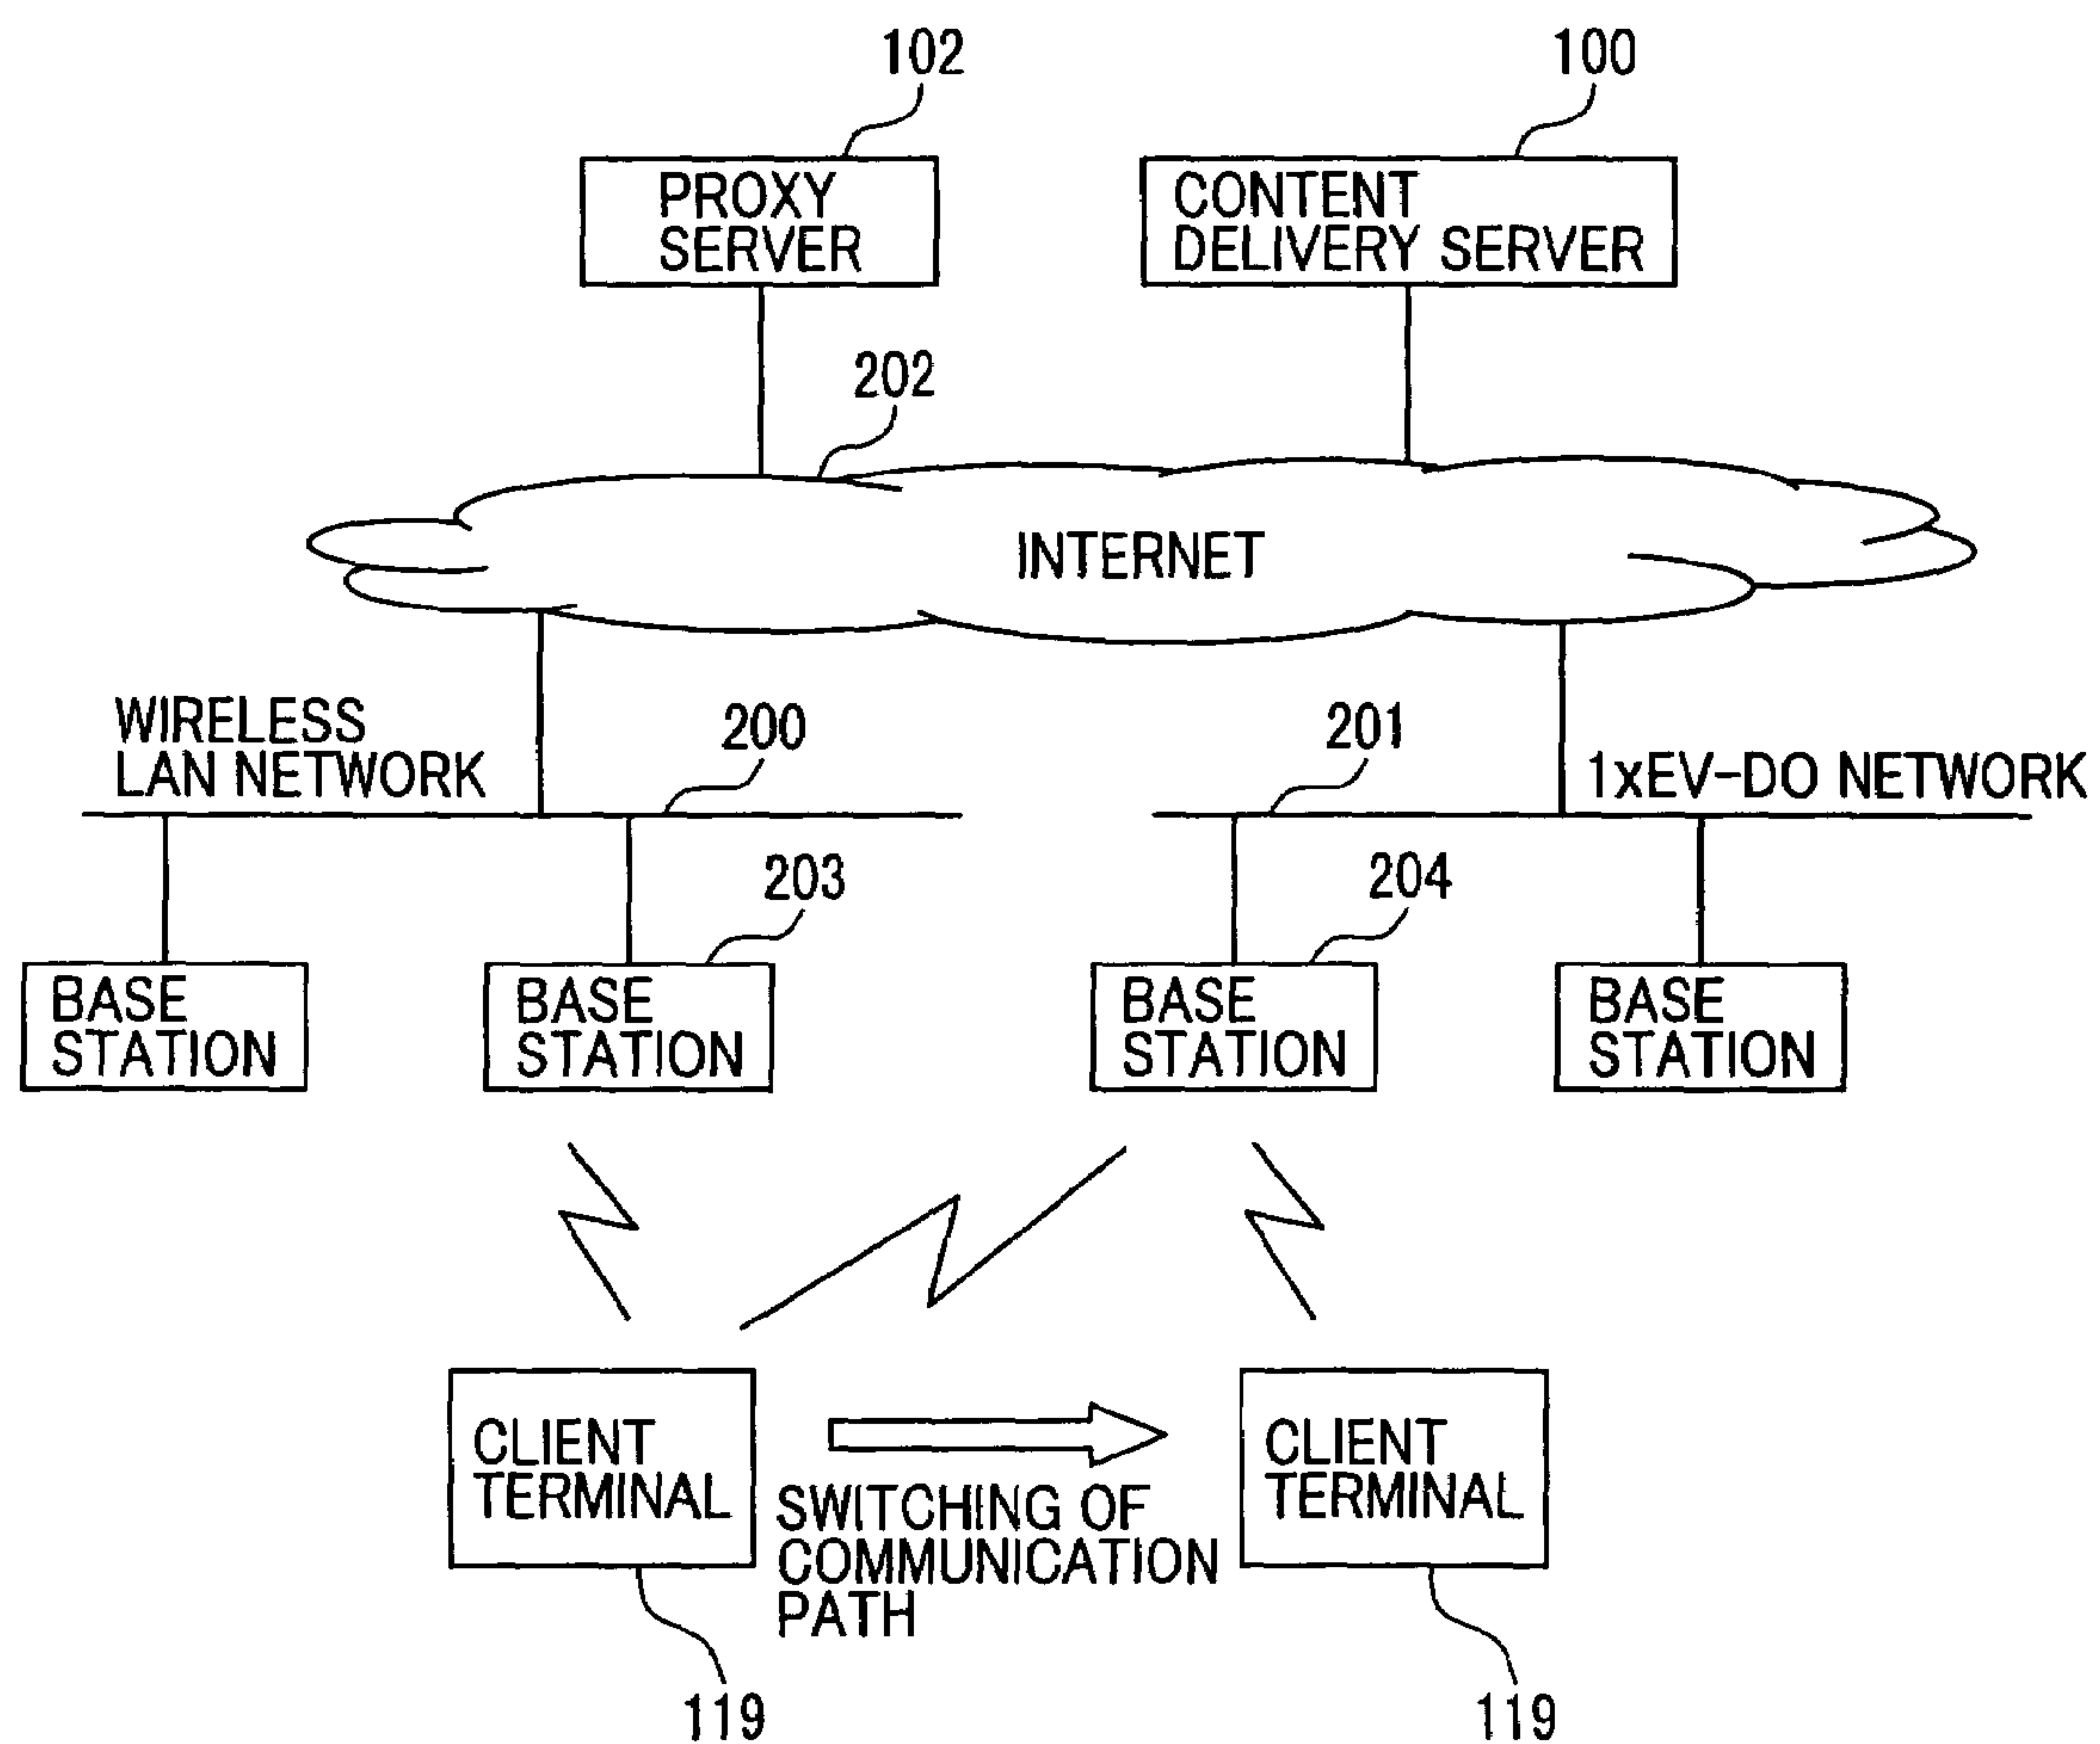 102
100
PROXY
SERVER
CONTENT
DELIVERY SERVER
202
INTERNET
WIRELESS
LAN NETWORK
200
201
1xEV-DO NETWORK
203
204
BASE
STATION
BASE
STATION
BASE
STATION
BASE
STATION
CLIENT
TERMINAL
SWITCHING OF
COMMUNICATION
PATH
CLIENT
TERMINAL
119
119